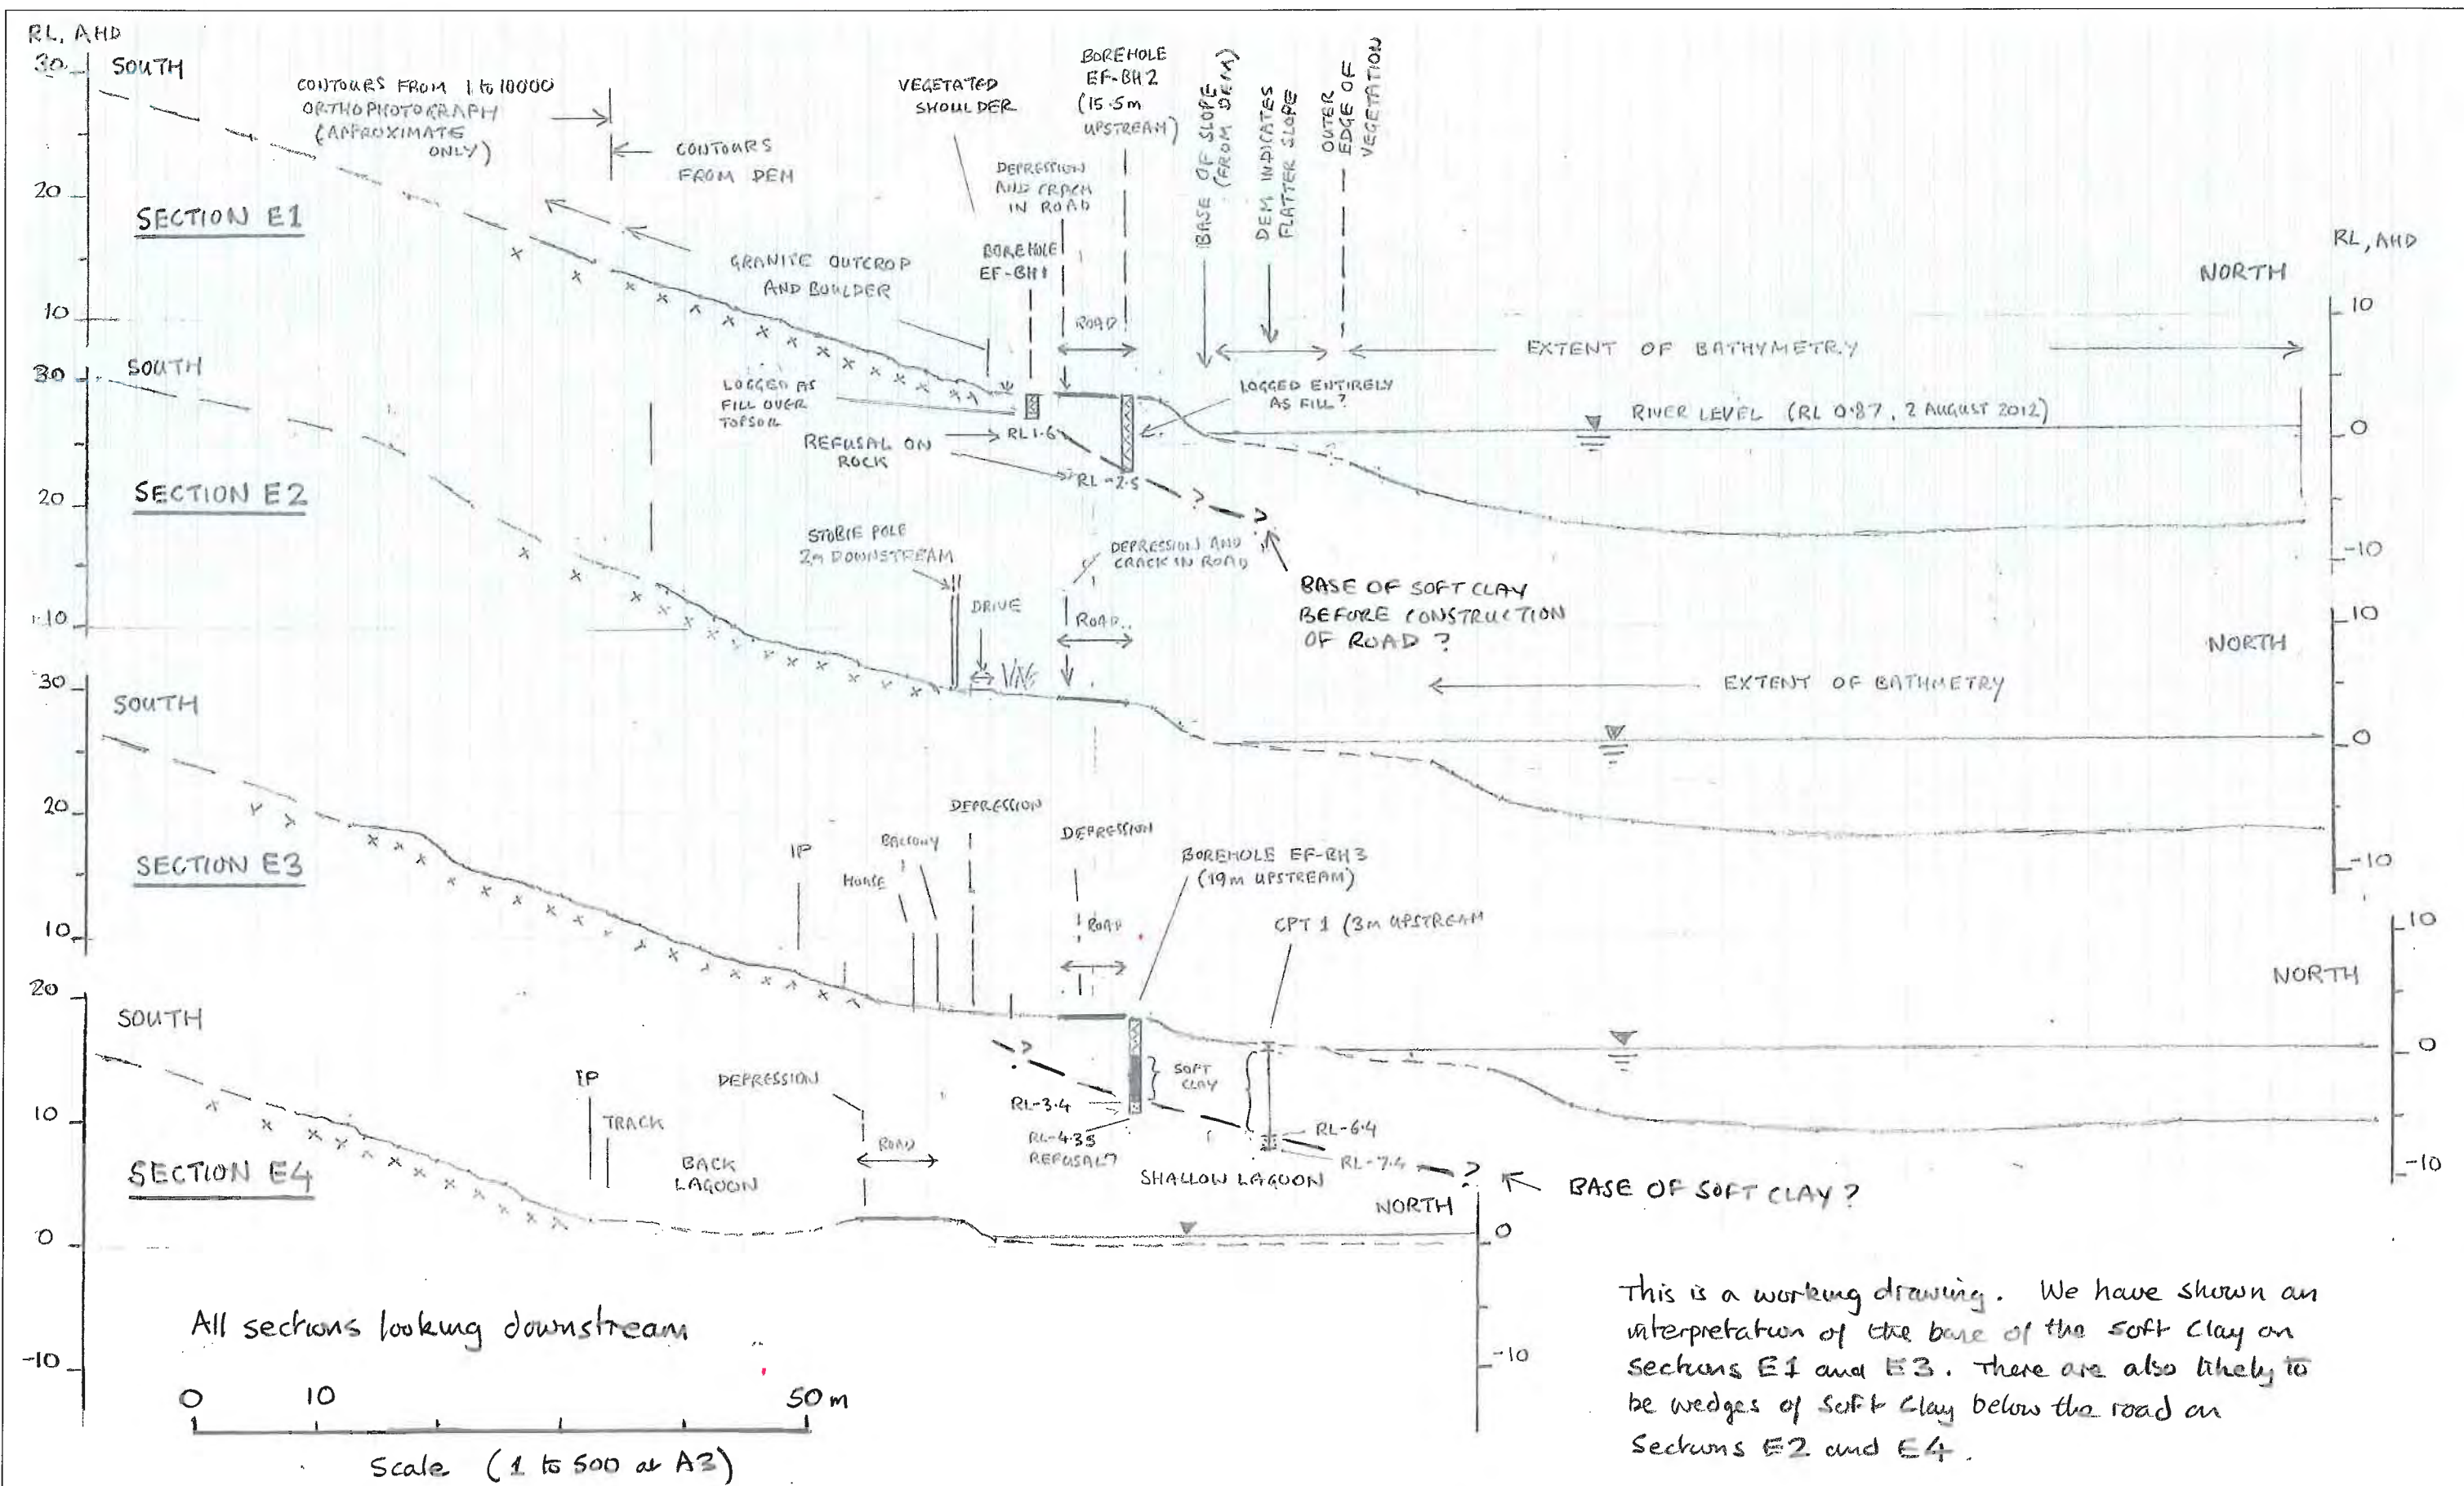 RL, AHD
30
SOUTH
CONTOURS FROM 1 to 10000
ORTHOPHOTOGRAPH
(APPROXIMATE
ONLY)
CONTOURS
FROM DEM
VEGETATED
SHOULDER
BOREHOLE
EF-BH2
(15.5m
UPSTREAM)
DEPRESSION
AND CRACK
IN ROAD
BASE OF SLOPE
(FROM DEM)
DEM INDICATES
FLATTER SLOPE
OUTER
EDGE OF
VEGETATION
20
SECTION E1
GRANITE OUTCROP
AND BOULDER
BOREHOLE
EF-BH1
ROAD
RL, AHD
NORTH
10
10
EXTENT OF BATHYMETRY
LOGGED AS
FILL OVER
TOPSOIL
LOGGED ENTIRELY
AS FILL?
RIVER LEVEL (RL 0.87, 2 AUGUST 2012)
0
REFUSAL ON
ROCK
RL 1.6
RL -2.5
?
?
-10
BASE OF SOFT CLAY
BEFORE CONSTRUCTION
OF ROAD ?
30
SOUTH
20
SECTION E2
STOBIE POLE
2m DOWNSTREAM
DRIVE
DEPRESSION AND
CRACK IN ROAD
ROAD
10
10
NORTH
EXTENT OF BATHMETRY
0
-10
30
SOUTH
20
SECTION E3
IP
HOUSE
BALCONY
DEPRESSION
DEPRESSION
ROAD
BOREHOLE EF-BH3
(19m UPSTREAM)
CPT 1 (3m UPSTREAM
10
10
NORTH
0
?
SOFT
CLAY
RL-3.4
RL-4.35
REFUSAL?
RL-6.4
RL-7.4
?
BASE OF SOFT CLAY ?
-10
20
SOUTH
10
SECTION E4
IP
TRACK
BACK
LAGOON
DEPRESSION
ROAD
SHALLOW LAGOON
NORTH
0
0
-10
-10
All sections looking downstream
0 10 50 m
Scale (1 to 500 at A3)
This is a working drawing. We have shown an
interpretation of the base of the soft clay on
sections E1 and E3. There are also likely to
be wedges of soft clay below the road on
Sections E2 and E4.